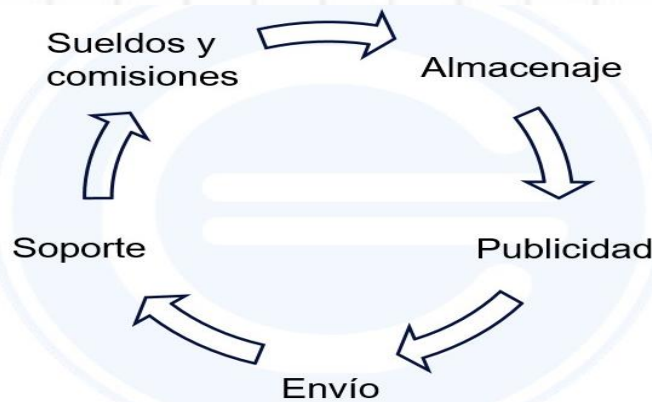 Sueldos y
comisiones
Almacenaje
Publicidad
Envío
Soporte